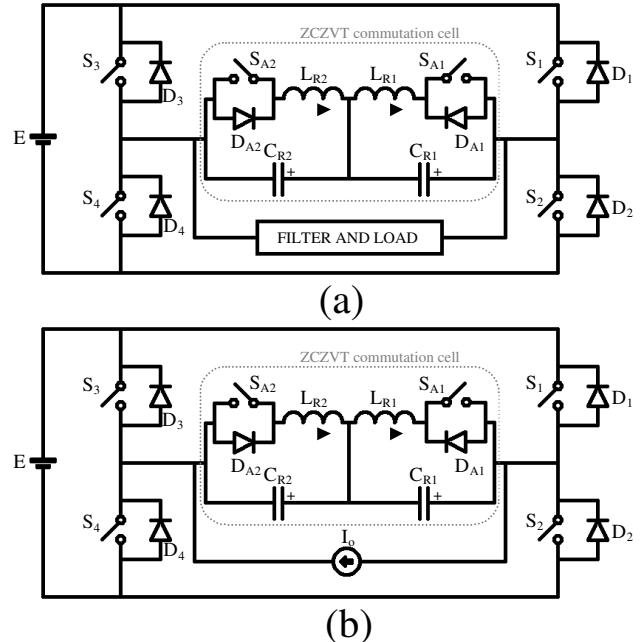 ZCZVT commutation cell
S3
SA2
LR2
LR1
SA1
S1
D3
D1
DA2
DA1
E
CR2
+
CR1
+
S4
S2
D4
D2
FILTER AND LOAD
(a)
ZCZVT commutation cell
S3
SA2
LR2
LR1
SA1
S1
D3
D1
DA2
DA1
E
CR2
+
CR1
+
S4
S2
Io
D4
D2
(b)